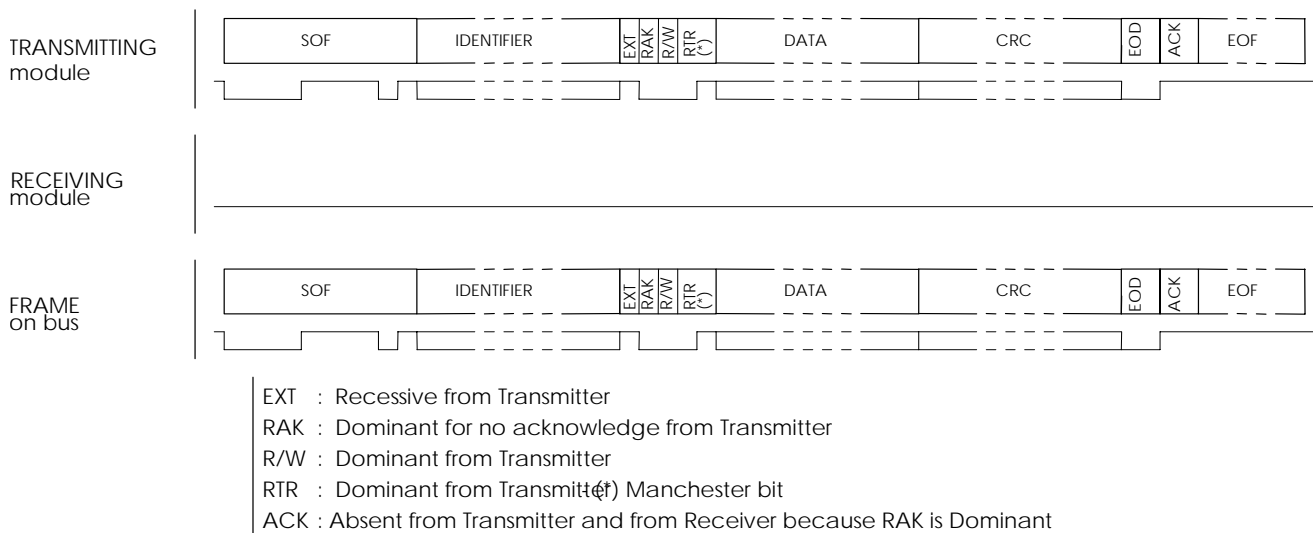 TRANSMITTING
module
SOF IDENTIFIER EXT RAK R/W RTR (*) DATA CRC EOD ACK EOF
RECEIVING
module
FRAME
on bus
SOF IDENTIFIER EXT RAK R/W RTR (*) DATA CRC EOD ACK EOF
EXT : Recessive from Transmitter
RAK : Dominant for no acknowledge from Transmitter
R/W : Dominant from Transmitter
RTR : Dominant from Transmitter - (*) Manchester bit
ACK : Absent from Transmitter and from Receiver because RAK is Dominant